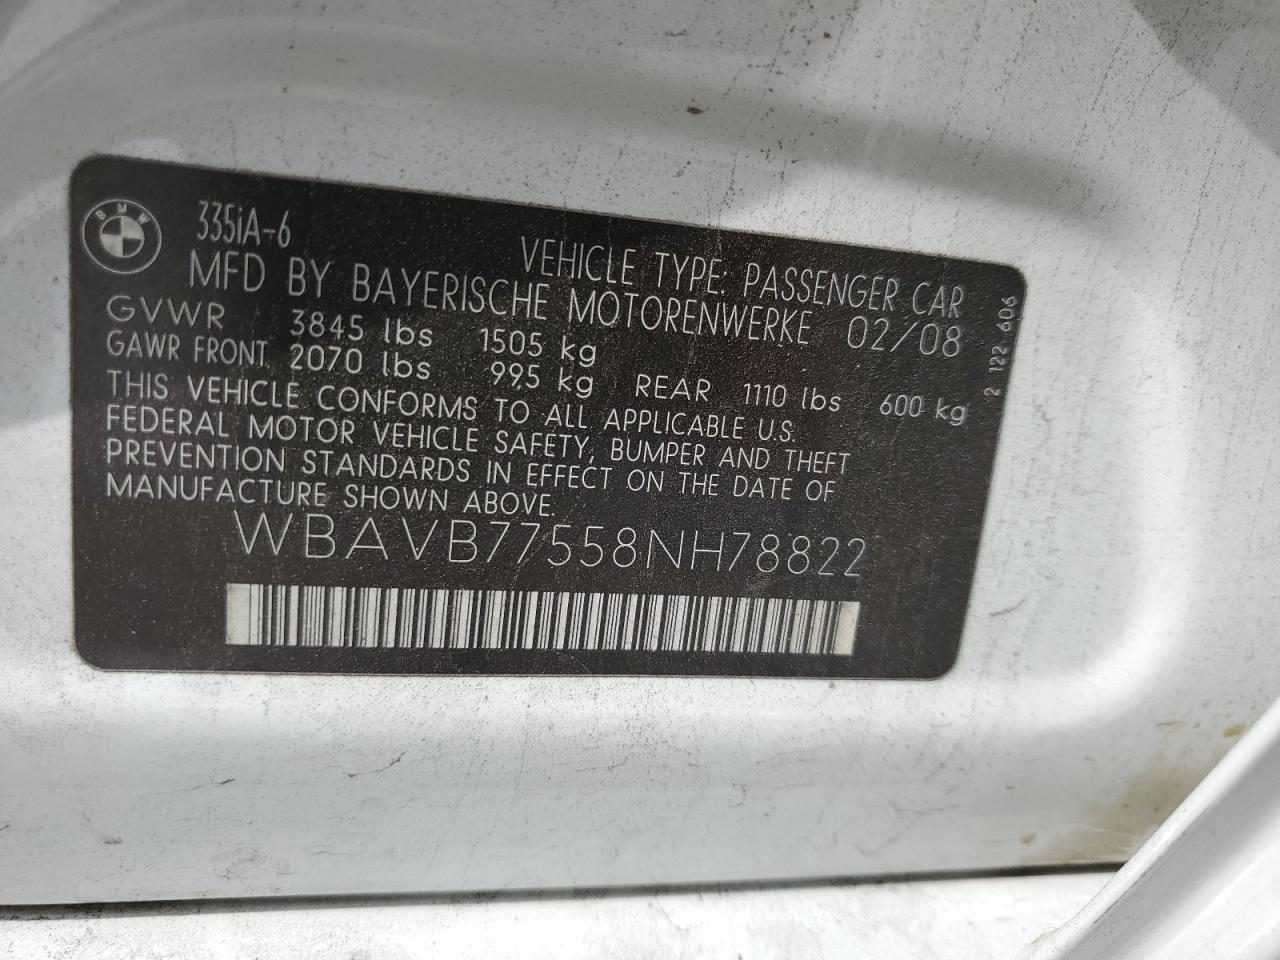 BMW
335iA-6
VEHICLE TYPE: PASSENGER CAR
MFD BY BAYERISCHE MOTORENWERKE 02/08
GVWR 3845 lbs 1505 kg
GAWR FRONT 2070 lbs 995 kg REAR 1110 lbs 600 kg
THIS VEHICLE CONFORMS TO ALL APPLICABLE U.S.
FEDERAL MOTOR VEHICLE SAFETY, BUMPER AND THEFT
PREVENTION STANDARDS IN EFFECT ON THE DATE OF
MANUFACTURE SHOWN ABOVE.
WBAVB77558NH78822
2 122 606